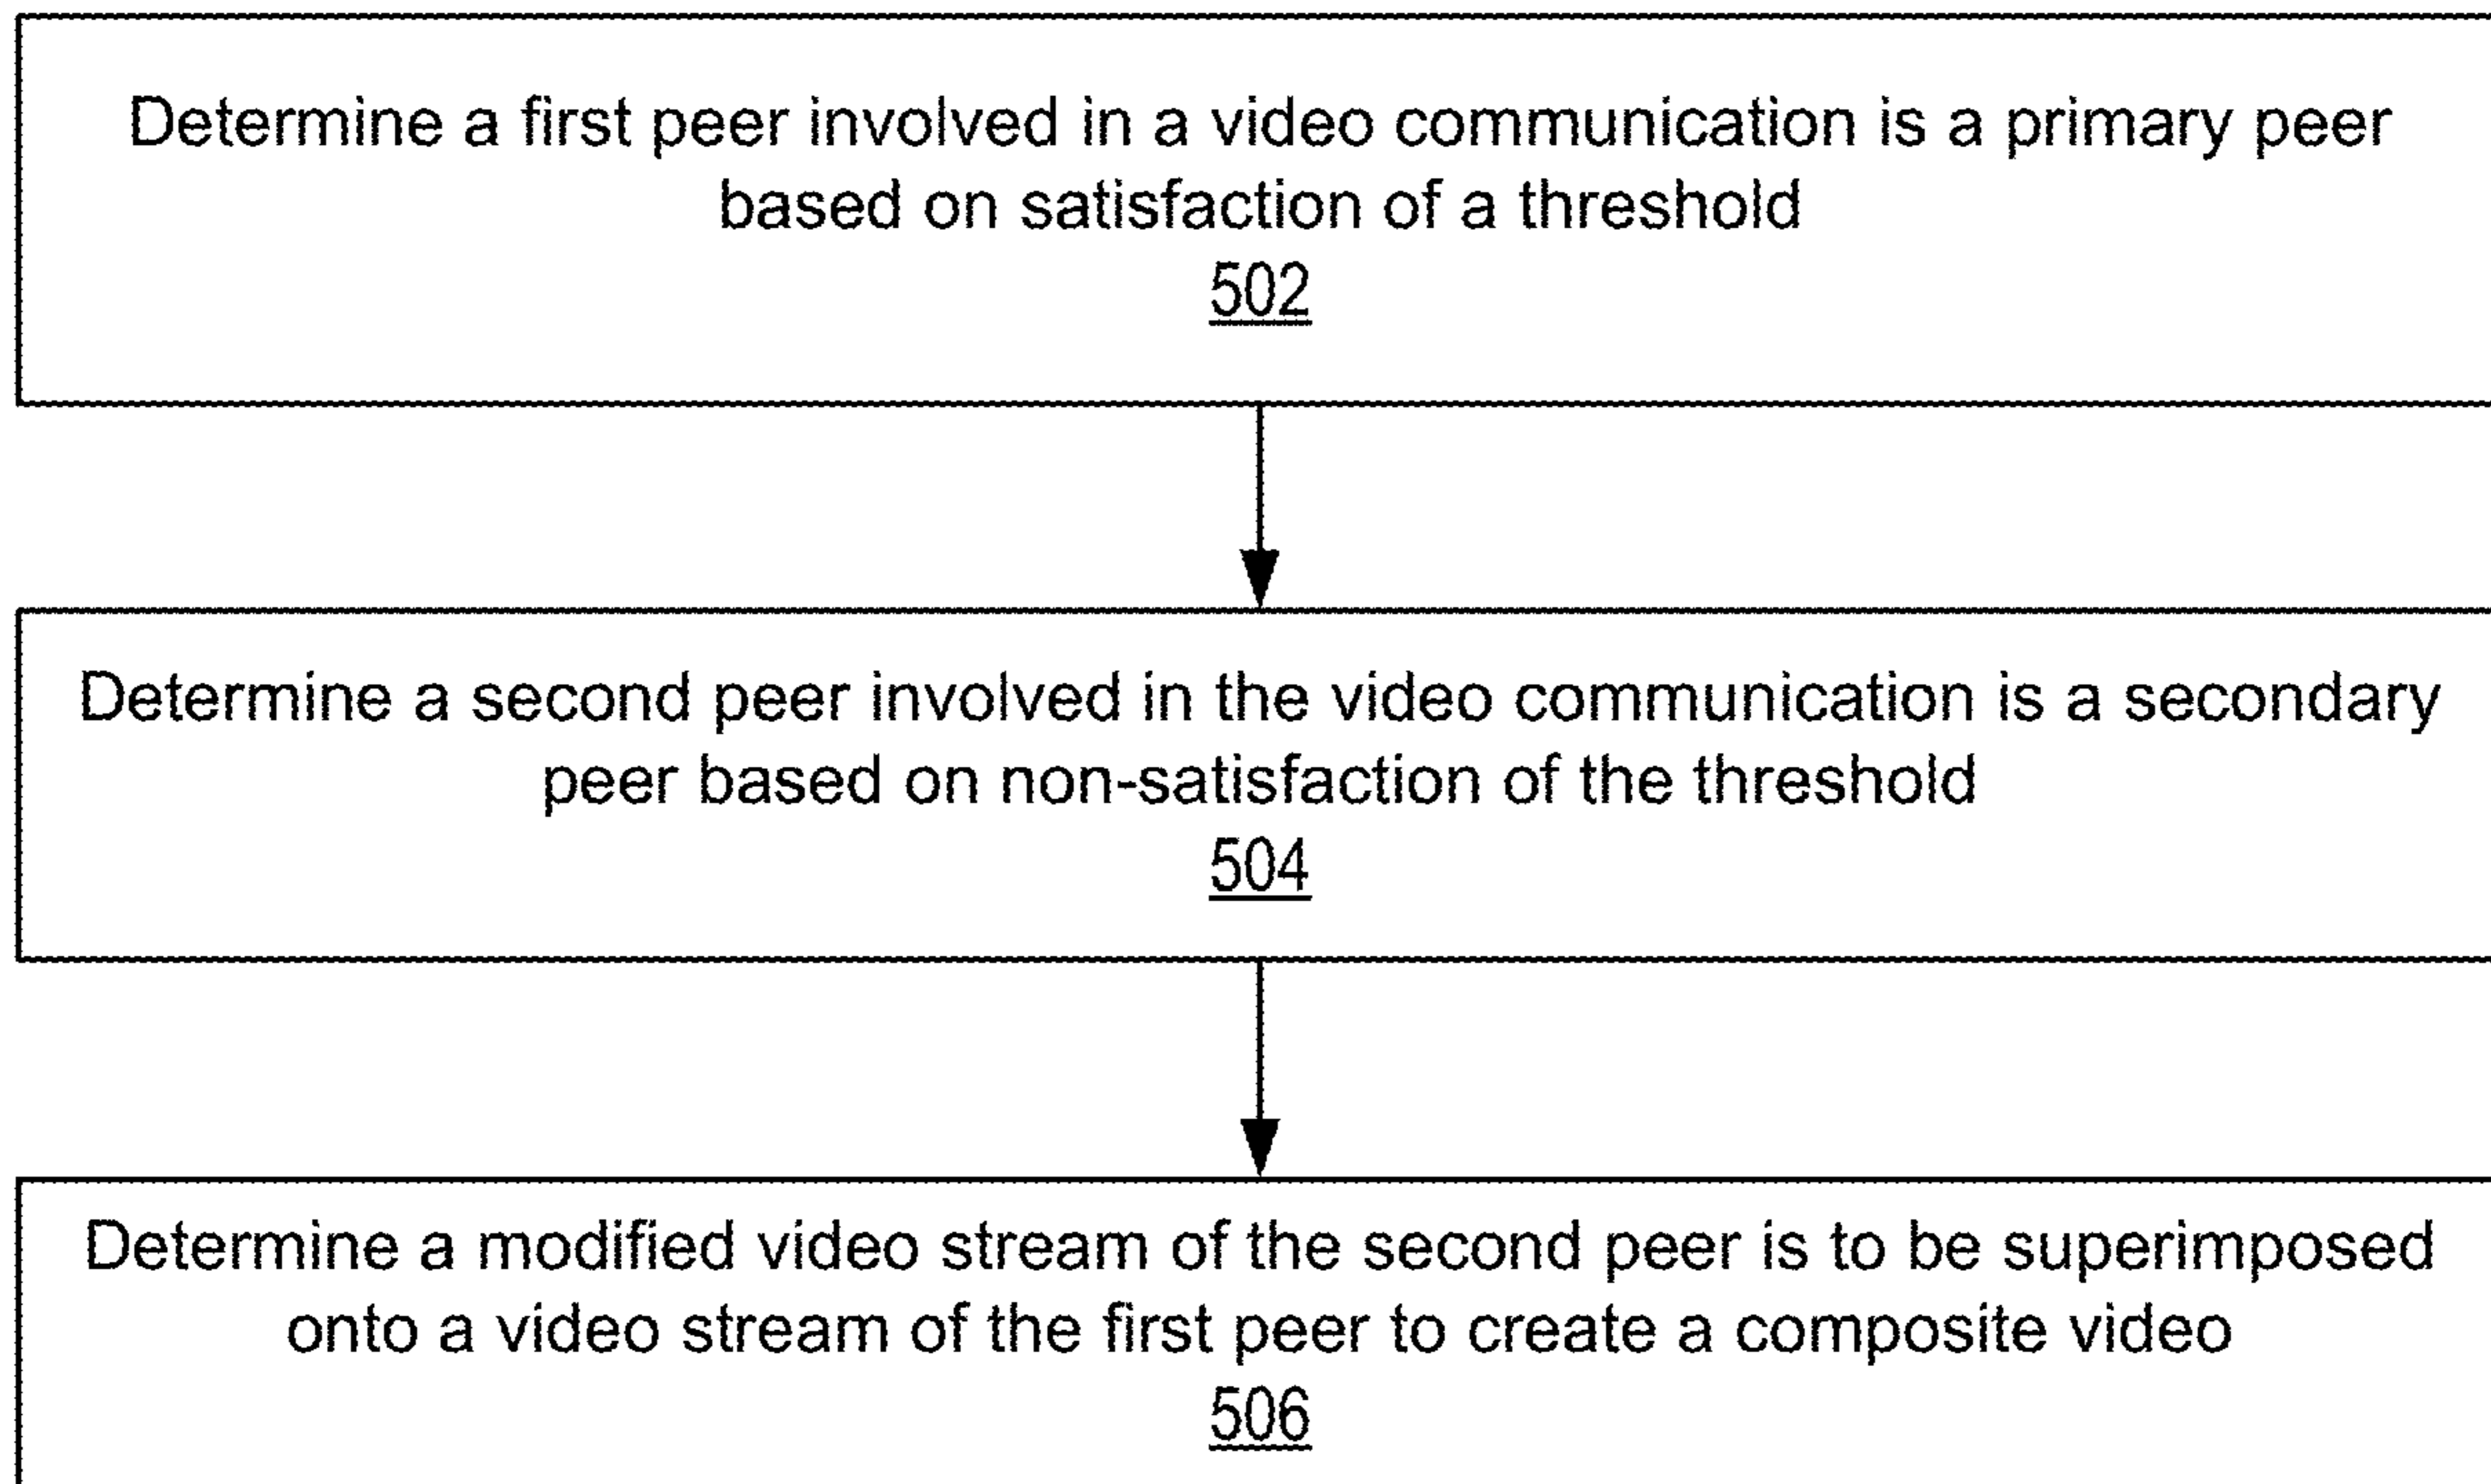 Determine a first peer involved in a video communication is a primary peer
based on satisfaction of a threshold
502
Determine a second peer involved in the video communication is a secondary
peer based on non-satisfaction of the threshold
504
Determine a modified video stream of the second peer is to be superimposed
onto a video stream of the first peer to create a composite video
506